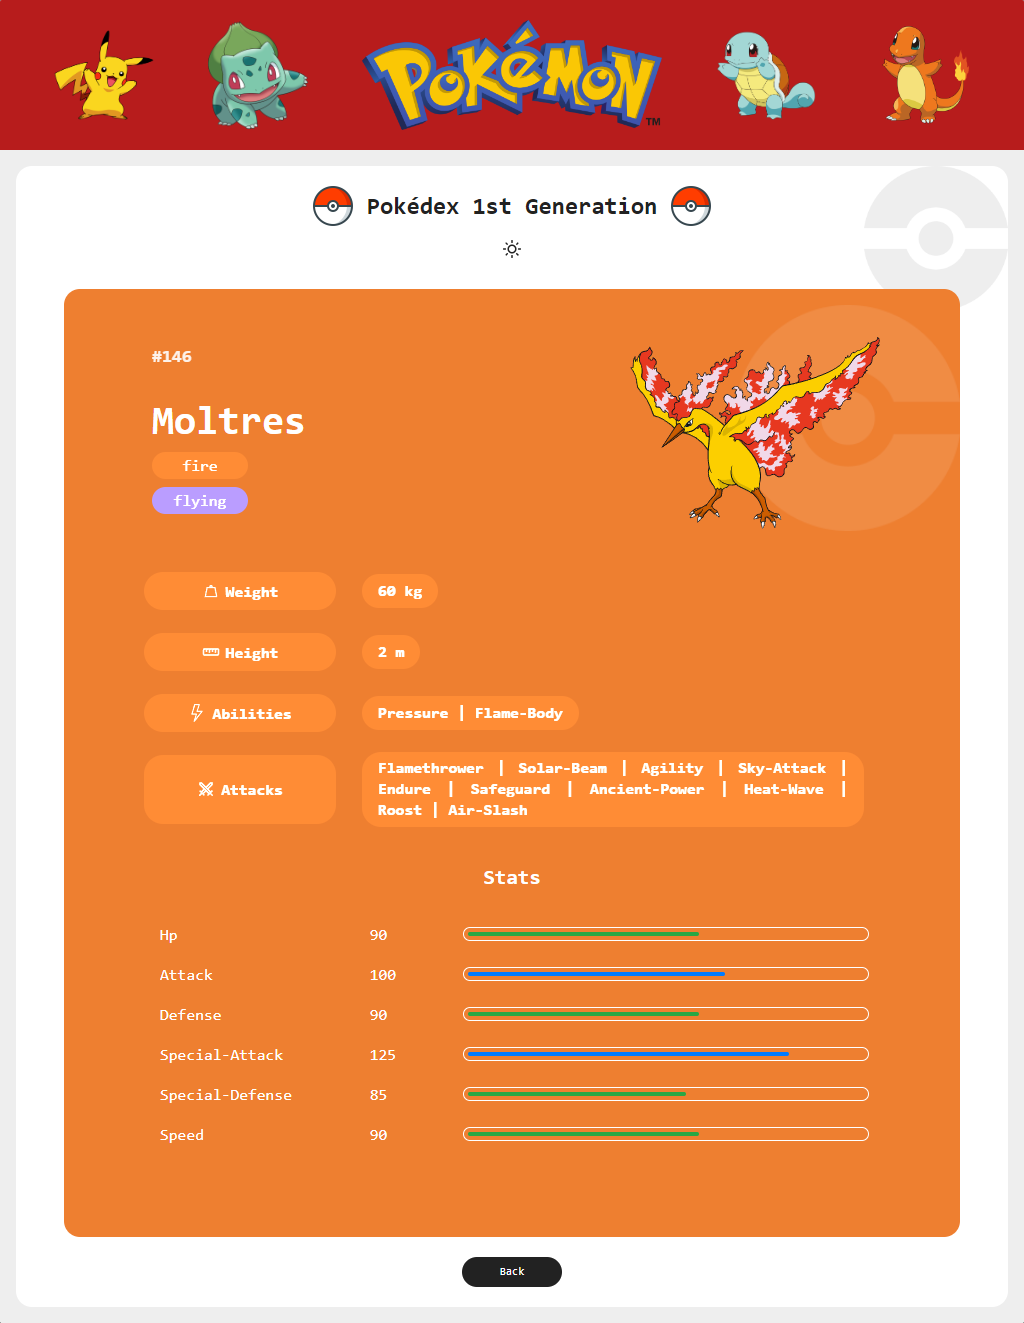 POKÉMON
TM
Pokédex 1st Generation
#146
Moltres
fire
flying
Weight
60 kg
Height
2 m
Abilities
Pressure | Flame-Body
Attacks
Flamethrower | Solar-Beam | Agility | Sky-Attack |
Endure | Safeguard | Ancient-Power | Heat-Wave |
Roost | Air-Slash
Stats
Hp 90
Attack 100
Defense 90
Special-Attack 125
Special-Defense 85
Speed 90
Back